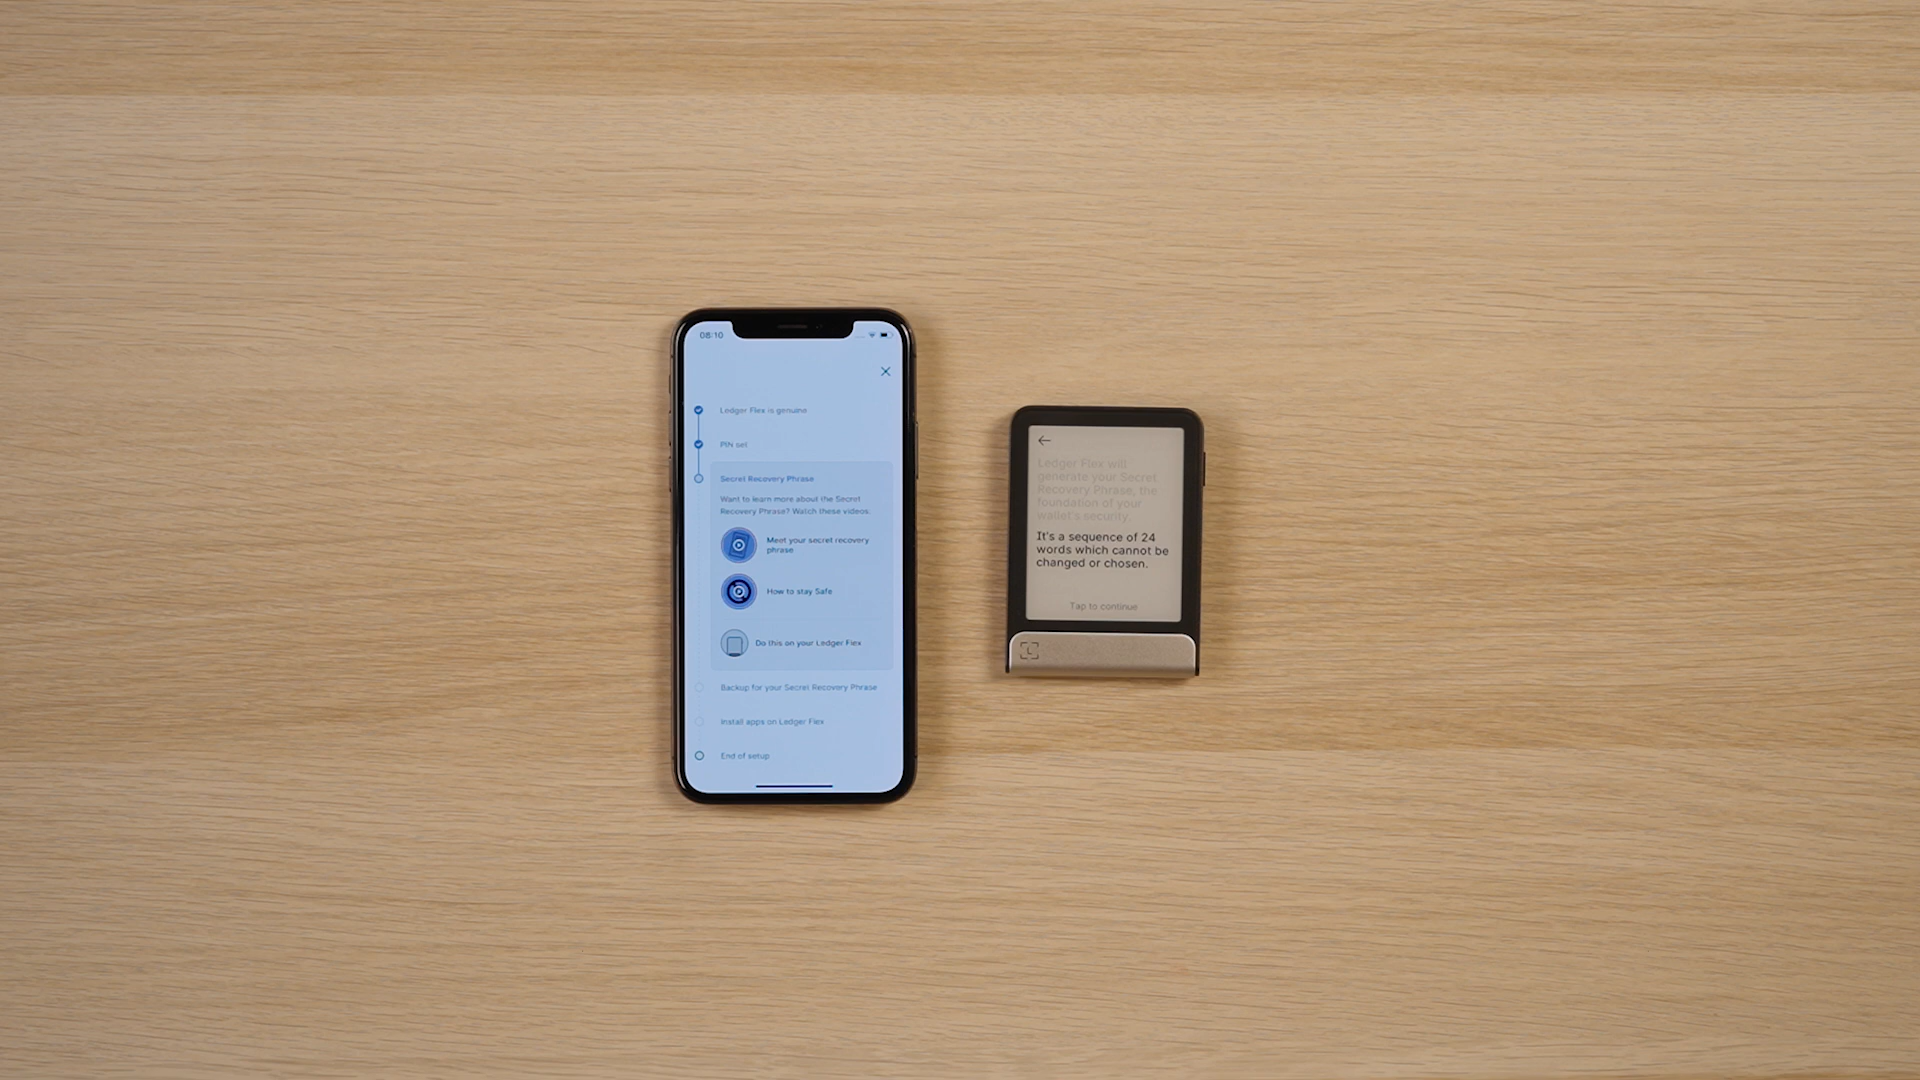 08:10
Ledger Flex is genuine
PIN set
Secret Recovery Phrase
Want to learn more about the Secret
Recovery Phrase? Watch these videos:
Meet your secret recovery
phrase
How to stay Safe
Do this on your Ledger Flex
Backup for your Secret Recovery Phrase
Install apps on Ledger Flex
End of setup
Ledger Flex will
generate your Secret
Recovery Phrase, the
foundation of your
wallet's security.
It's a sequence of 24
words which cannot be
changed or chosen.
Tap to continue